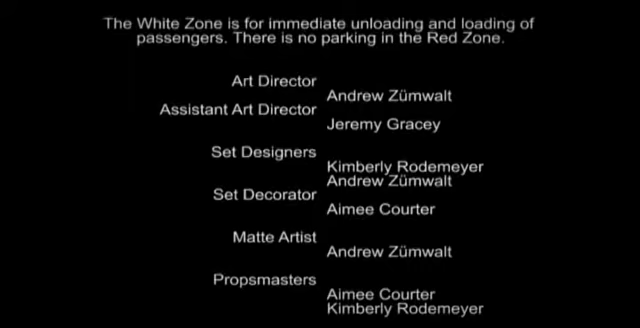 The White Zone is for immediate unloading and loading of
passengers. There is no parking in the Red Zone.
Art Director
Andrew Zümwalt
Assistant Art Director
Jeremy Gracey
Set Designers
Kimberly Rodemeyer
Andrew Zümwalt
Set Decorator
Aimee Courter
Matte Artist
Andrew Zümwalt
Propsmasters
Aimee Courter
Kimberly Rodemeyer